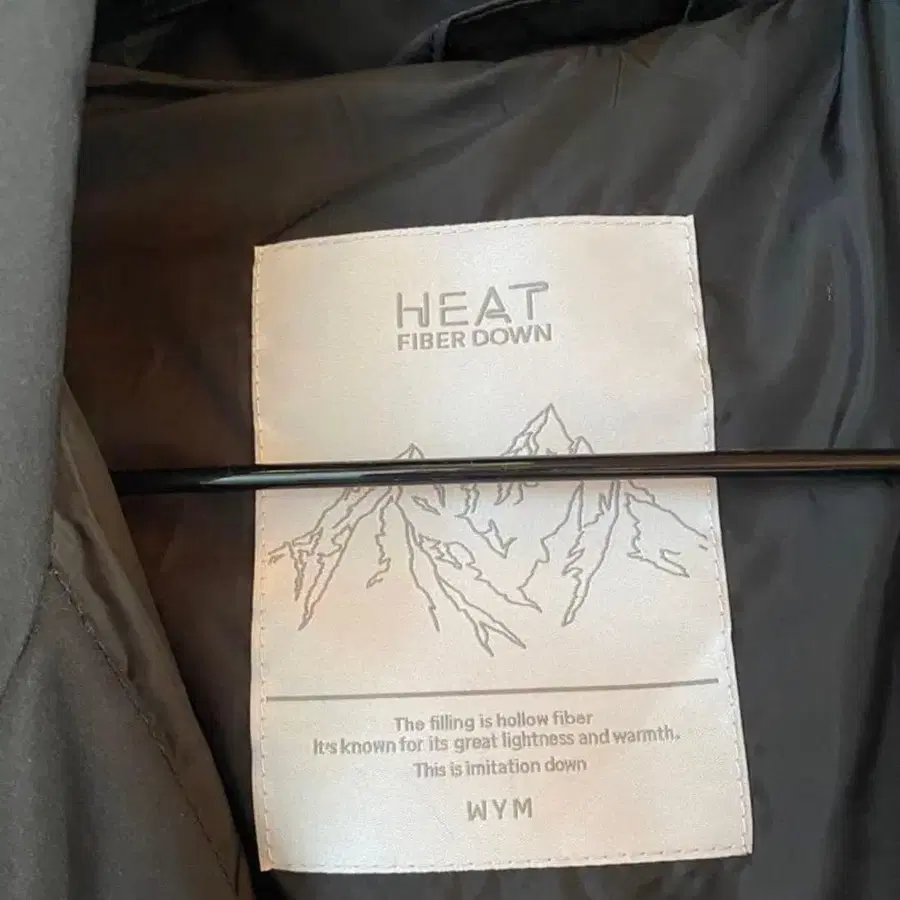 HEAT
FIBER DOWN
The filling is hollow fiber
It's known for its great lightness and warmth.
This is imitation down
WYM